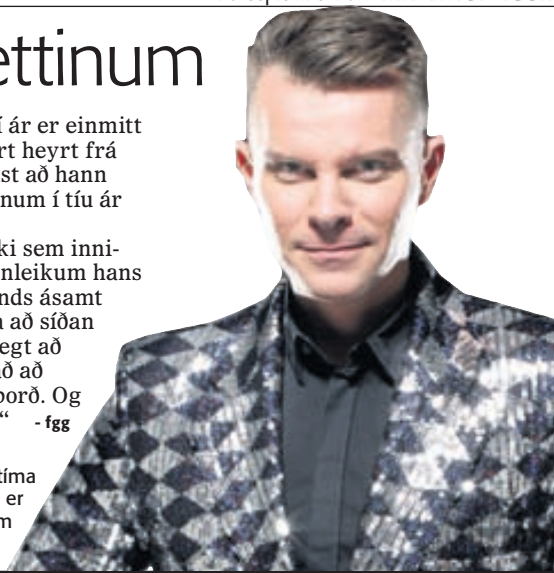 ettinum
í ár er einmitt
rt heyrt frá
st að hann
num í tíu ár
ki sem inni-
nleikum hans
nds ásamt
að síðan
egt að
ð að
borð. Og
“ - fgg
tíma
er
m